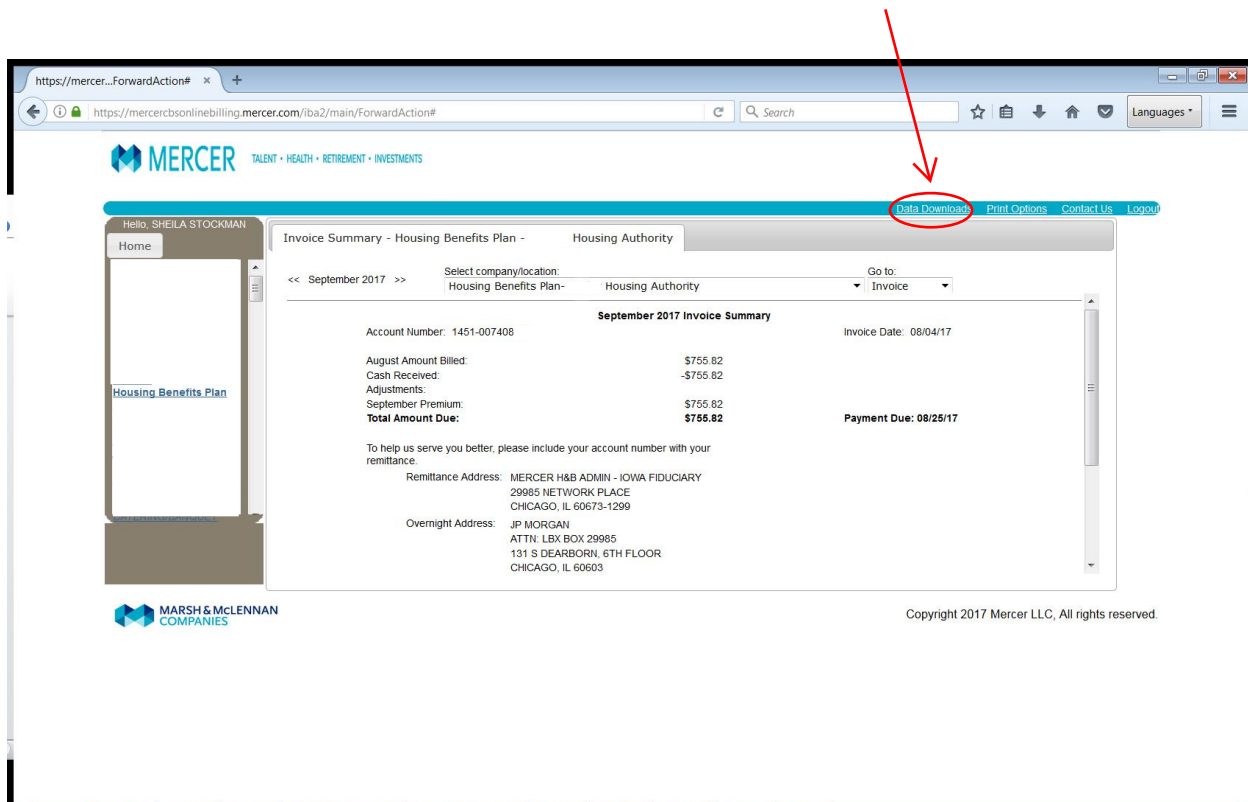 https://mercer...ForwardAction# × +
https://mercercbsonlinebilling.mercer.com/iba2/main/ForwardAction#
Search
Languages
MERCER TALENT • HEALTH • RETIREMENT • INVESTMENTS
Data Downloads Print Options Contact Us Logout
Hello, SHEILA STOCKMAN
Home
Housing Benefits Plan
Invoice Summary - Housing Benefits Plan - Housing Authority
<< September 2017 >>
Select company/location:
Housing Benefits Plan- Housing Authority
Go to:
Invoice
September 2017 Invoice Summary
Account Number: 1451-007408 Invoice Date: 08/04/17
August Amount Billed: $755.82
Cash Received: -$755.82
Adjustments:
September Premium: $755.82
Total Amount Due: $755.82 Payment Due: 08/25/17
To help us serve you better, please include your account number with your
remittance.
Remittance Address: MERCER H&B ADMIN - IOWA FIDUCIARY
29985 NETWORK PLACE
CHICAGO, IL 60673-1299
Overnight Address: JP MORGAN
ATTN: LBX BOX 29985
131 S DEARBORN, 6TH FLOOR
CHICAGO, IL 60603
MARSH & McLENNAN
COMPANIES
Copyright 2017 Mercer LLC, All rights reserved.